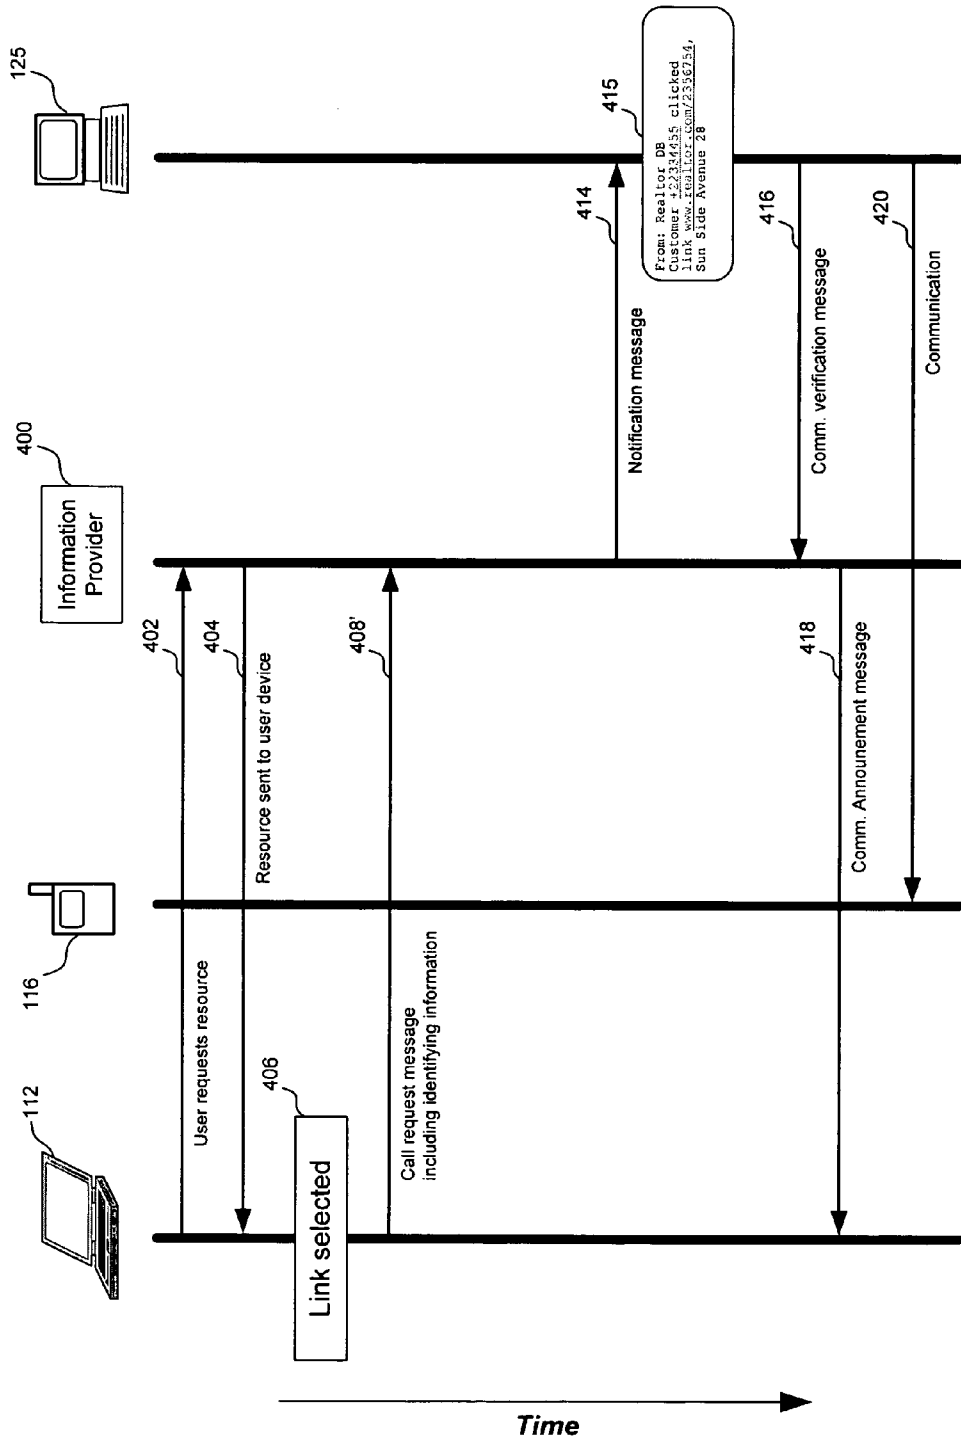 112
116
400
125
Information
Provider
402
User requests resource
404
Resource sent to user device
406
Link selected
408'
Call request message
including identifying information
414
Notification message
415
From: Realtor DB
Customer +22334455 clicked
link www.realtor.com/2356754,
Sun Side Avenue 28
416
Comm. verification message
418
Comm. Announement message
420
Communication
Time